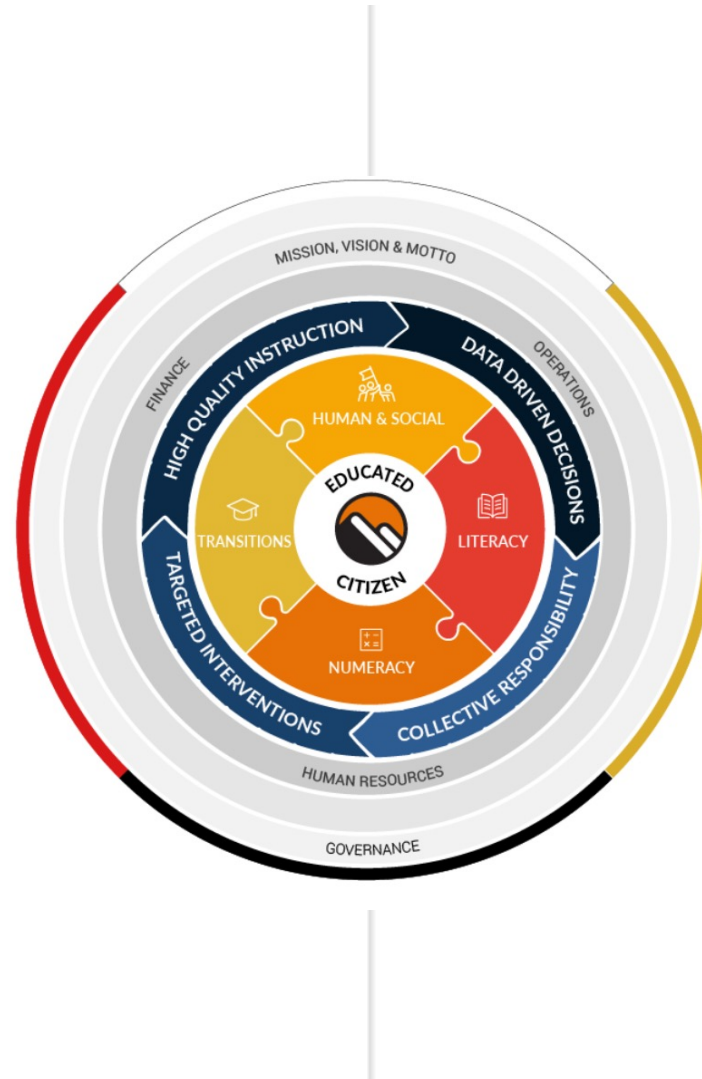 MISSION, VISION & MOTTO
FINANCE
OPERATIONS
HIGH QUALITY INSTRUCTION
DATA DRIVEN DECISIONS
HUMAN & SOCIAL
EDUCATED
TRANSITIONS
LITERACY
CITIZEN
NUMERACY
TARGETED INTERVENTIONS
COLLECTIVE RESPONSIBILITY
HUMAN RESOURCES
GOVERNANCE